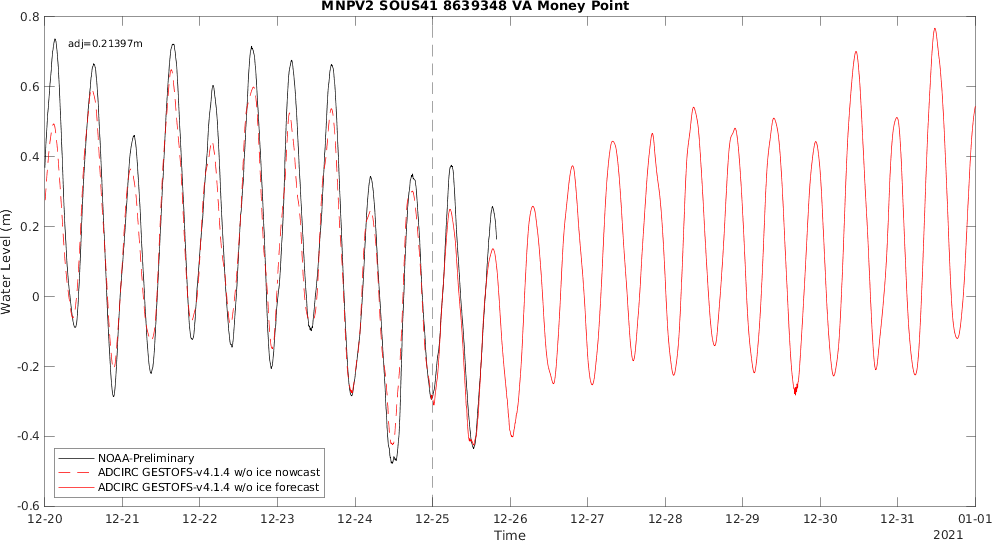 MNPV2 SOUS41 8639348 VA Money Point
adj=0.21397m
Water Level (m)
0.8
0.6
0.4
0.2
0
-0.2
-0.4
-0.6
NOAA-Preliminary
ADCIRC GESTOFS-v4.1.4 w/o ice nowcast
ADCIRC GESTOFS-v4.1.4 w/o ice forecast
12-20 12-21 12-22 12-23 12-24 12-25 12-26 12-27 12-28 12-29 12-30 12-31 01-01
Time
2021